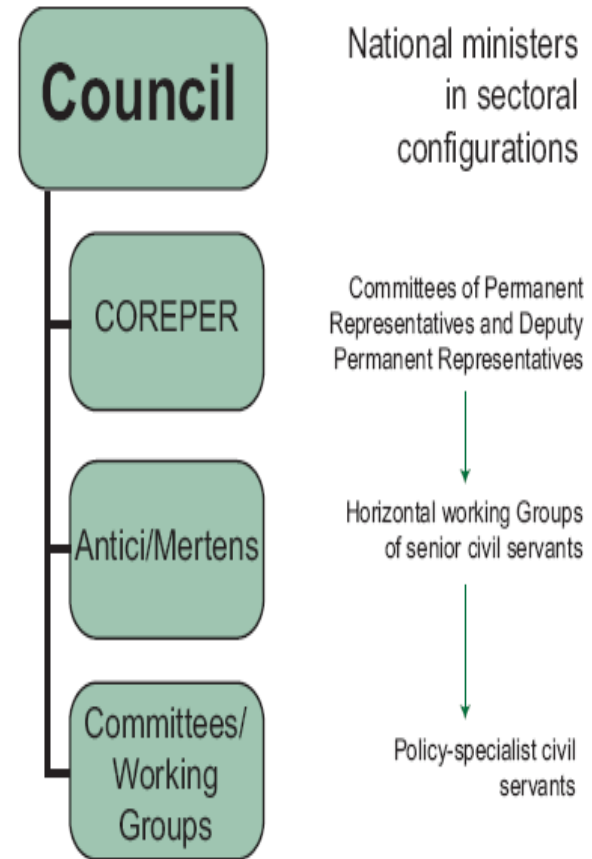 Council
National ministers
in sectoral
configurations
COREPER
Committees of Permanent
Representatives and Deputy
Permanent Representatives
Antici/Mertens
Horizontal working Groups
of senior civil servants
Committees/
Working
Groups
Policy-specialist civil
servants